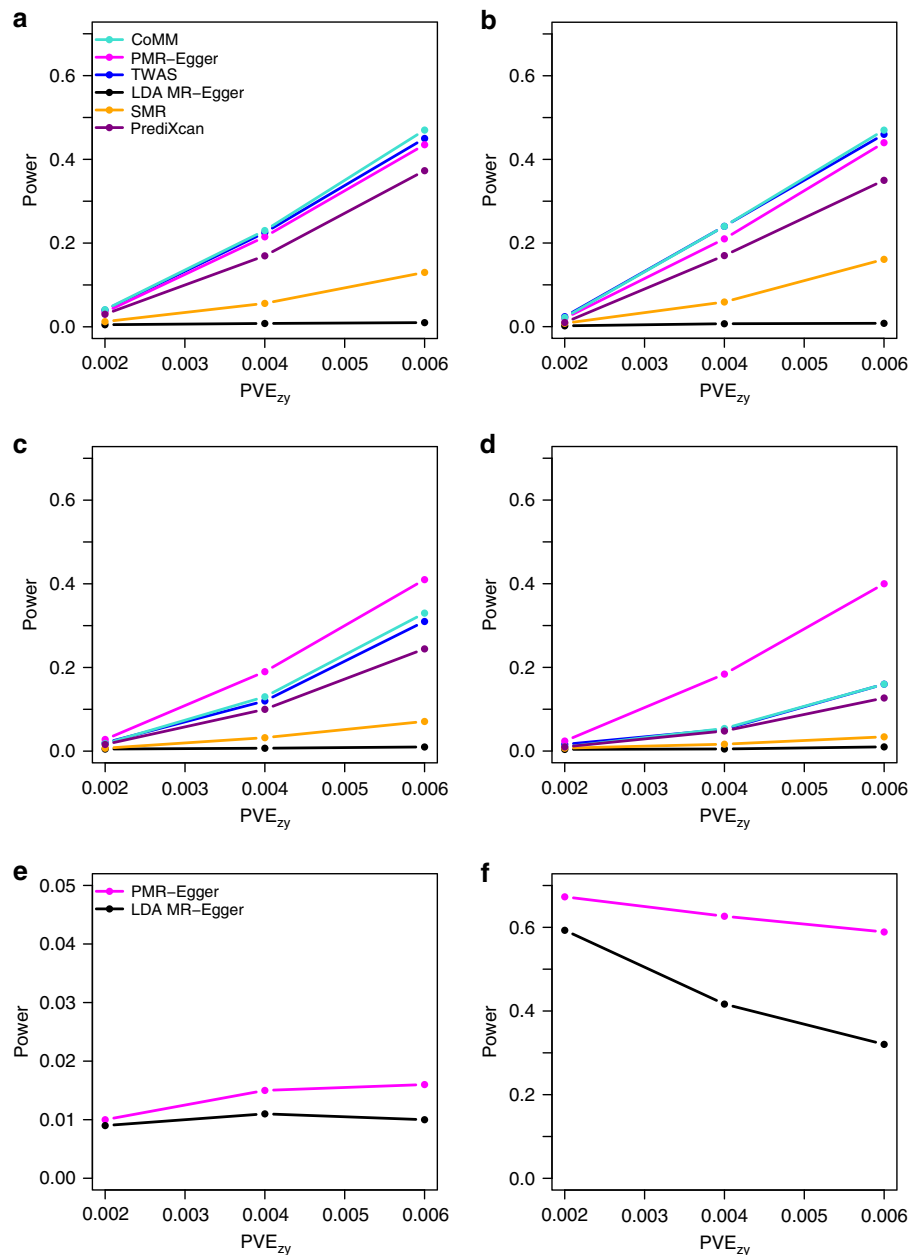 a
CoMM
PMR−Egger
TWAS
LDA MR−Egger
SMR
PrediXcan
0.6
0.4
0.2
0.0
Power
0.002 0.003 0.004 0.005 0.006
PVEzy
b
0.6
0.4
0.2
0.0
Power
0.002 0.003 0.004 0.005 0.006
PVEzy
c
0.6
0.4
0.2
0.0
Power
0.002 0.003 0.004 0.005 0.006
PVEzy
d
0.6
0.4
0.2
0.0
Power
0.002 0.003 0.004 0.005 0.006
PVEzy
e
PMR−Egger
LDA MR−Egger
0.05
0.04
0.03
0.02
0.01
0.00
Power
0.002 0.003 0.004 0.005 0.006
PVEzy
f
0.6
0.4
0.2
0.0
Power
0.002 0.003 0.004 0.005 0.006
PVEzy